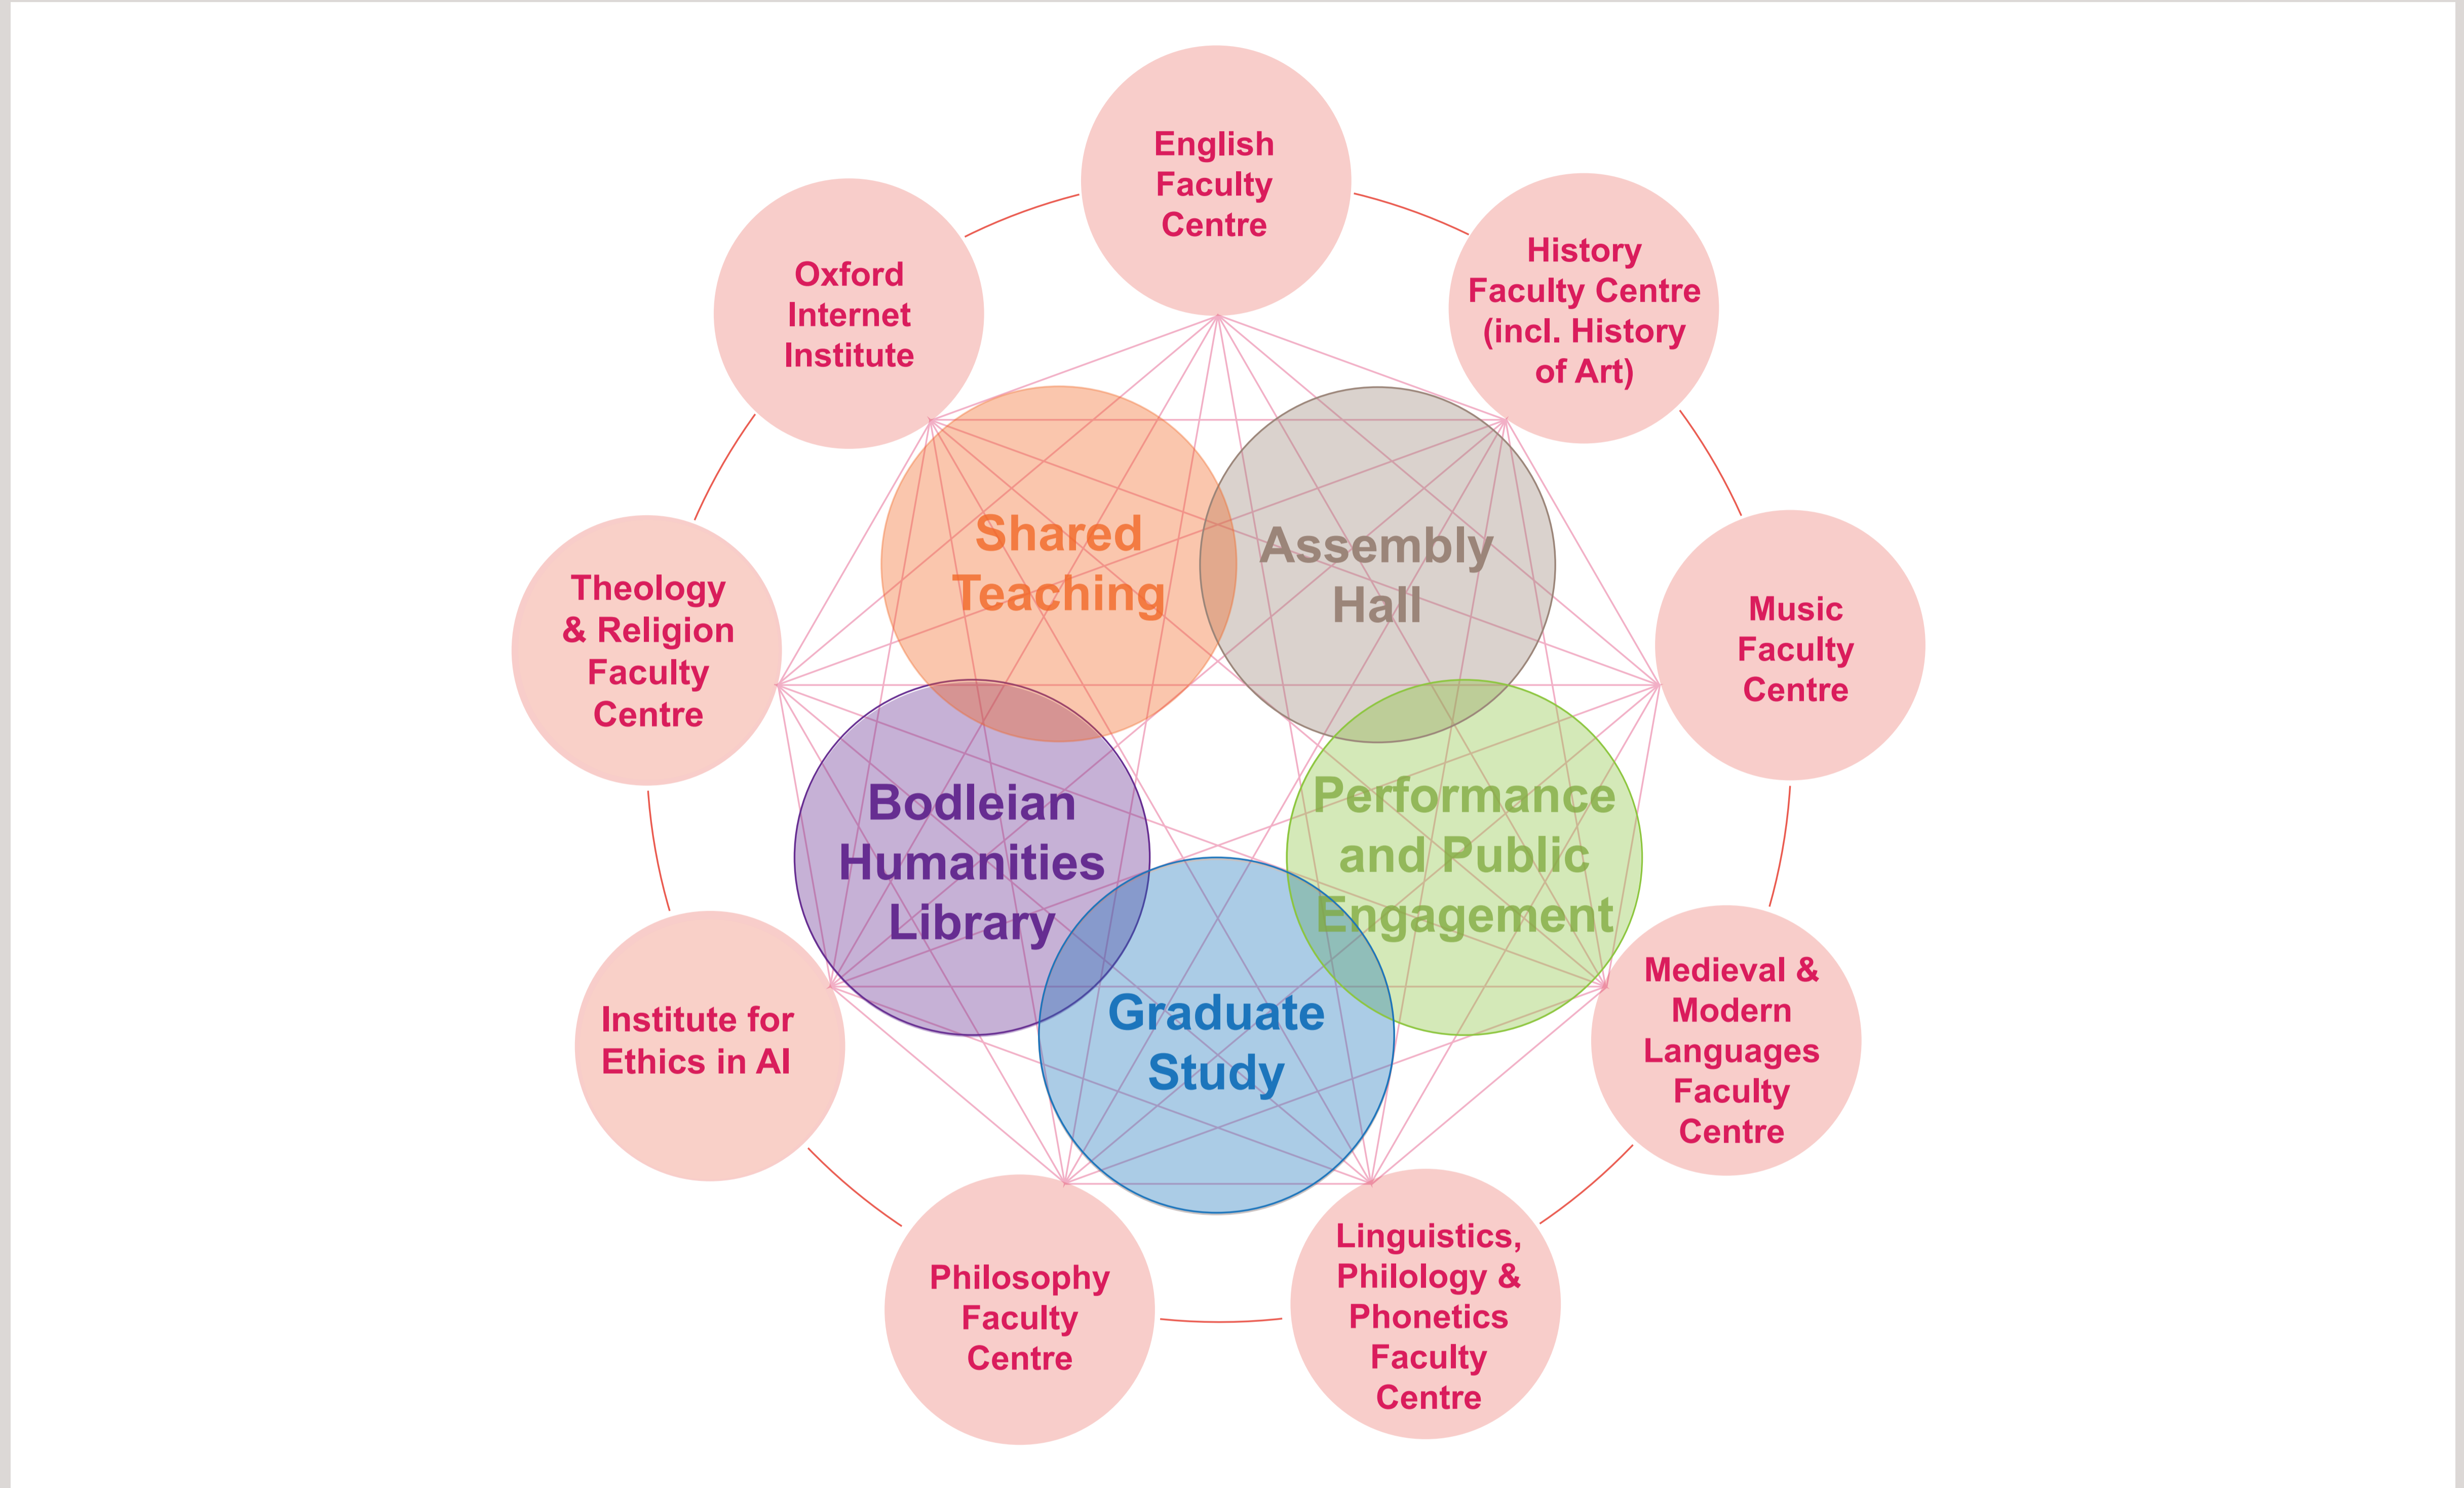 English
Faculty
Centre
History
Faculty Centre
(incl. History
of Art)
Oxford
Internet
Institute
Shared
Teaching
Assembly
Hall
Theology
& Religion
Faculty
Centre
Music
Faculty
Centre
Bodleian
Humanities
Library
Performance
and Public
Engagement
Graduate
Study
Institute for
Ethics in AI
Medieval &
Modern
Languages
Faculty
Centre
Philosophy
Faculty
Centre
Linguistics,
Philology &
Phonetics
Faculty
Centre